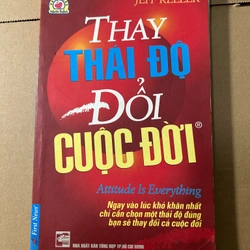 JEFF KELLER
THAY
THÁI ĐỘ
ĐỔI
CUỘC ĐỜI®
Attitude Is Everything
Ngay vào lúc khó khăn nhất
chỉ cần chọn một thái độ đúng
bạn sẽ thay đổi cả cuộc đời
First News
NHÀ XUẤT BẢN TỔNG HỢP TP. HỒ CHÍ MINH